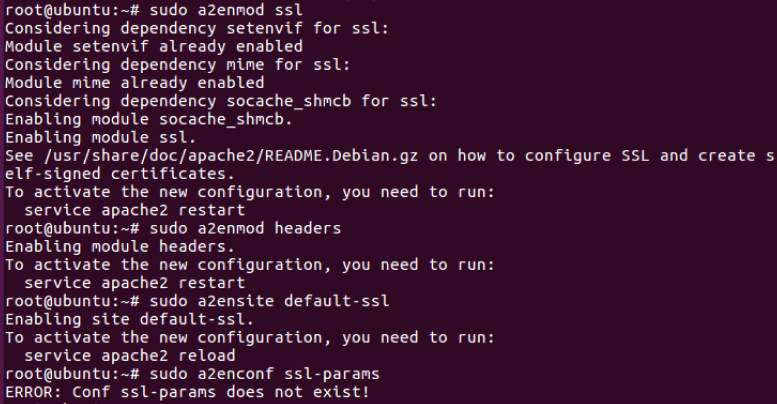 root@ubuntu:~# sudo a2enmod ssl
Considering dependency setenvif for ssl:
Module setenvif already enabled
Considering dependency mime for ssl:
Module mime already enabled
Considering dependency socache_shmcb for ssl:
Enabling module socache_shmcb.
Enabling module ssl.
See /usr/share/doc/apache2/README.Debian.gz on how to configure SSL and create s
elf-signed certificates.
To activate the new configuration, you need to run:
  service apache2 restart
root@ubuntu:~# sudo a2enmod headers
Enabling module headers.
To activate the new configuration, you need to run:
  service apache2 restart
root@ubuntu:~# sudo a2ensite default-ssl
Enabling site default-ssl.
To activate the new configuration, you need to run:
  service apache2 reload
root@ubuntu:~# sudo a2enconf ssl-params
ERROR: Conf ssl-params does not exist!